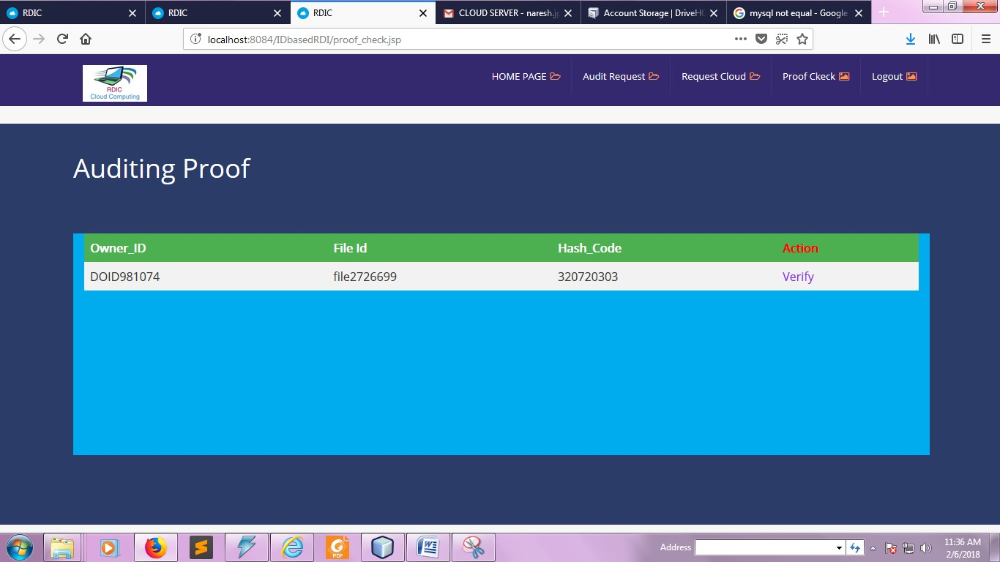 RDIC
RDIC
RDIC
CLOUD SERVER - naresh.j
Account Storage | DriveH
mysql not equal - Google
localhost:8084/IDbasedRDI/proof_check.jsp
RDIC
Cloud Computing
HOME PAGE
Audit Request
Request Cloud
Proof Ckeck
Logout
Auditing Proof
Owner_ID File Id Hash_Code Action
DOID981074 file2726699 320720303 Verify
PDF
Address
11:36 AM
2/6/2018